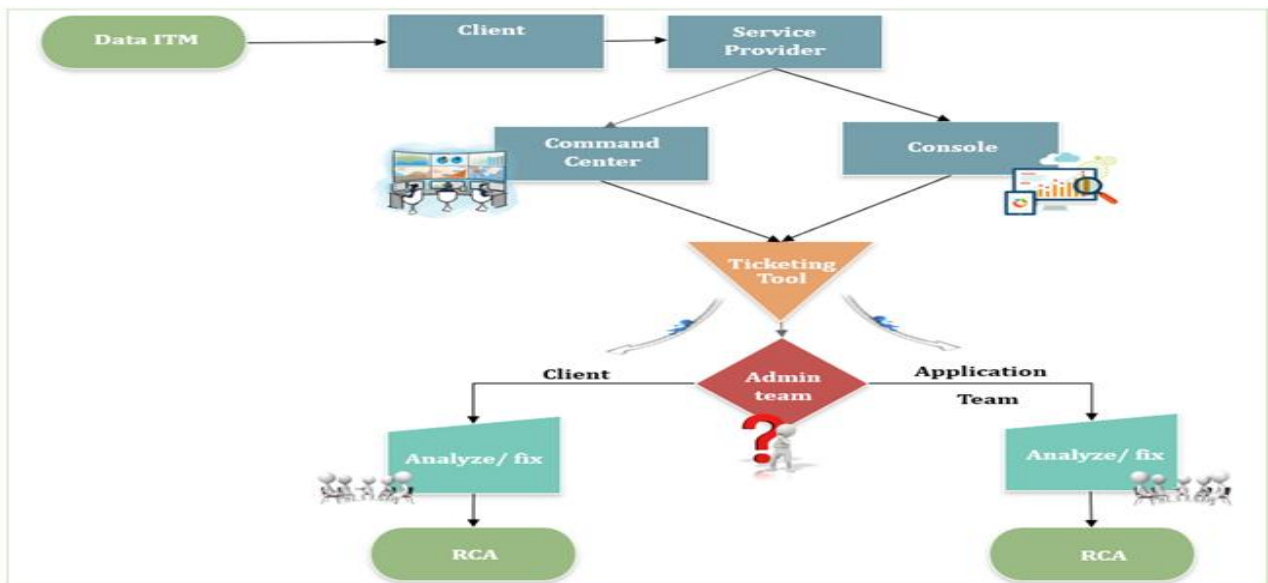 Data ITM
Client
Service
Provider
Command
Center
Console
Ticketing
Tool
Client
Admin
team
Application
Team
Analyze/ fix
Analyze/ fix
RCA
RCA